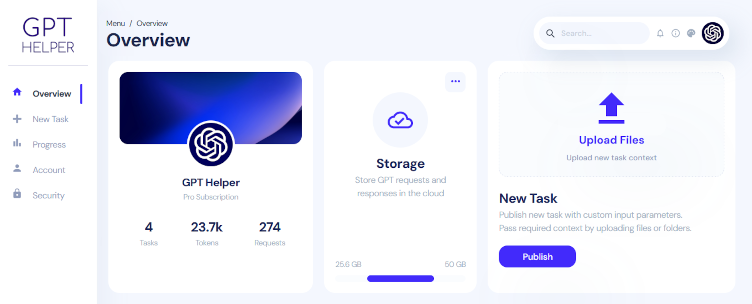 GPT
HELPER
Overview
New Task
Progress
Account
Security
Menu / Overview
Overview
Search...
GPT Helper
Pro Subscription
4
Tasks
23.7k
Tokens
274
Requests
Storage
Store GPT requests and
responses in the cloud
25.6 GB
50 GB
Upload Files
Upload new task context
New Task
Publish new task with custom input parameters.
Pass required context by uploading files or folders.
Publish